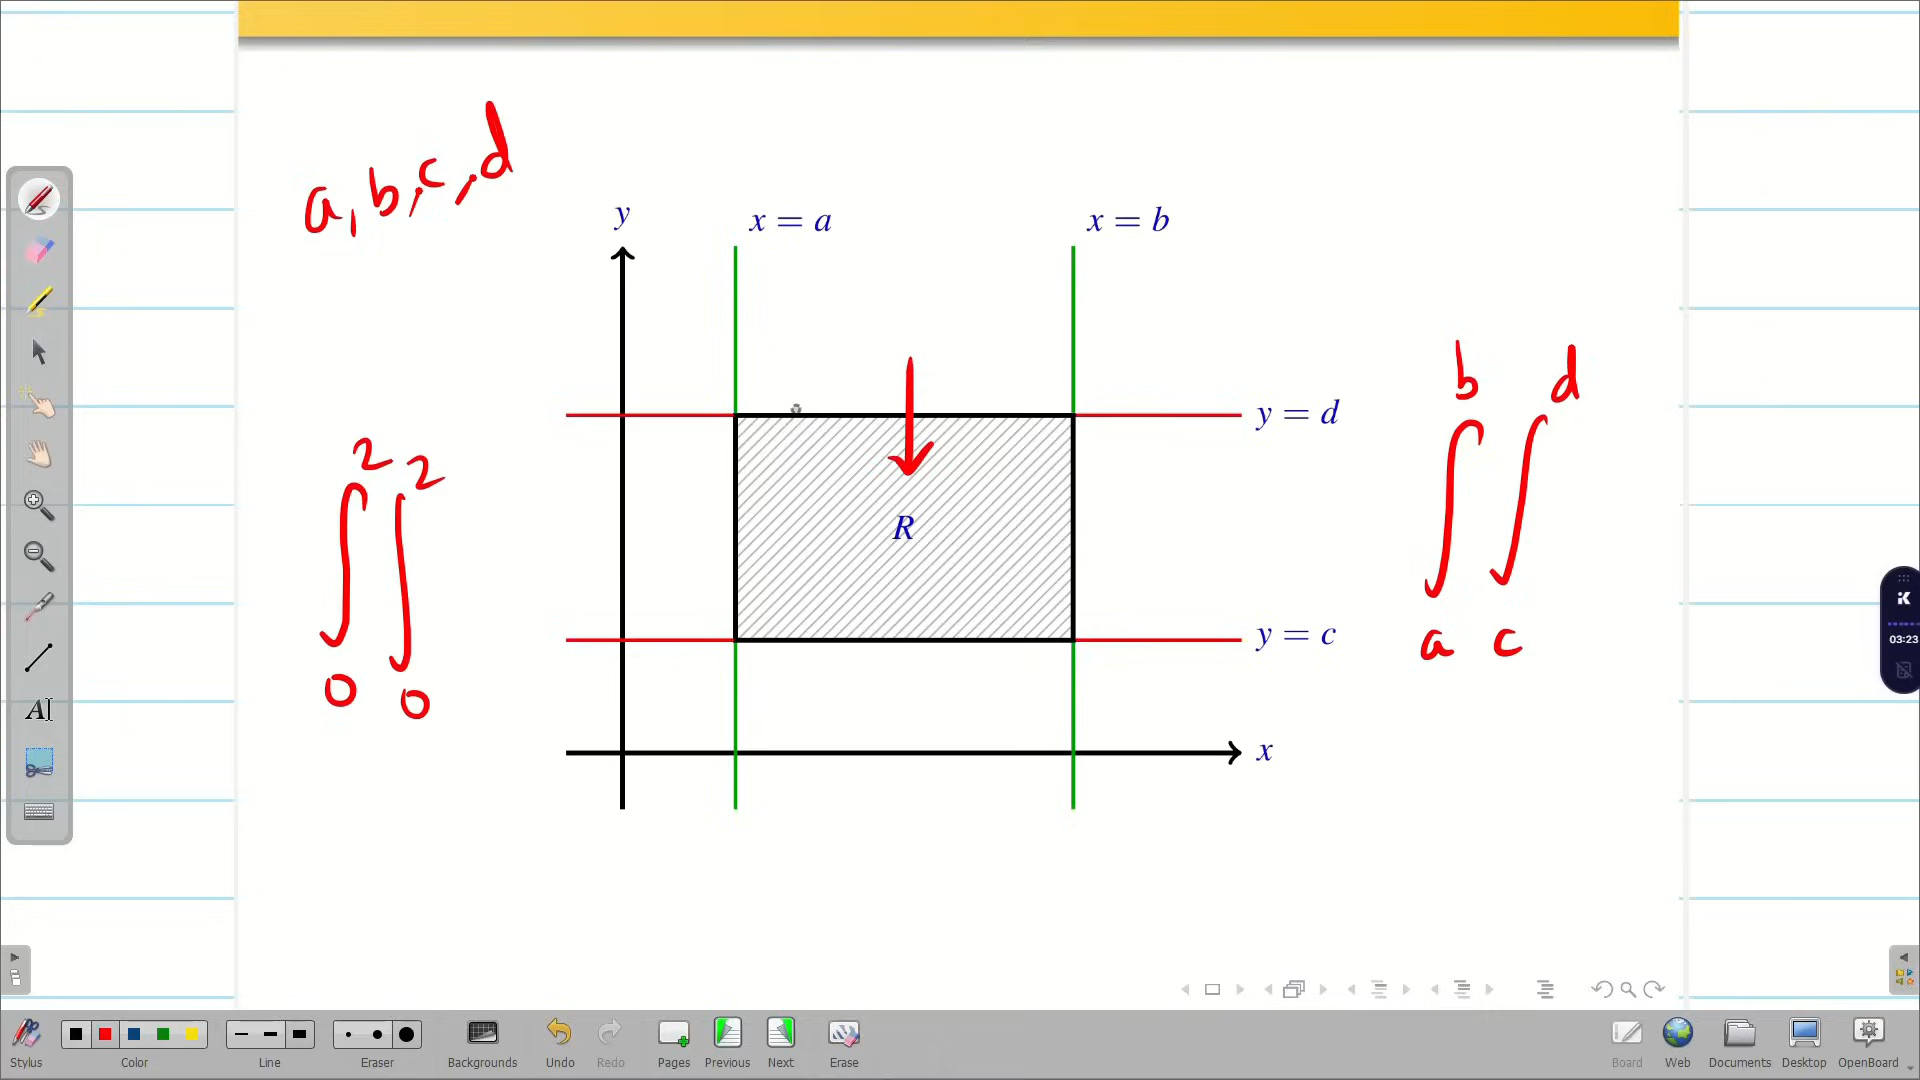 a, b, c, d
y
x = a
x = b
b d
y = d
2 2
∫ ∫
∫ ∫
R
y = c
a c
0 0
x
03:23
Stylus
Color
Line
Eraser
Backgrounds
Undo
Redo
Pages
Previous
Next
Erase
Board
Web
Documents
Desktop
OpenBoard